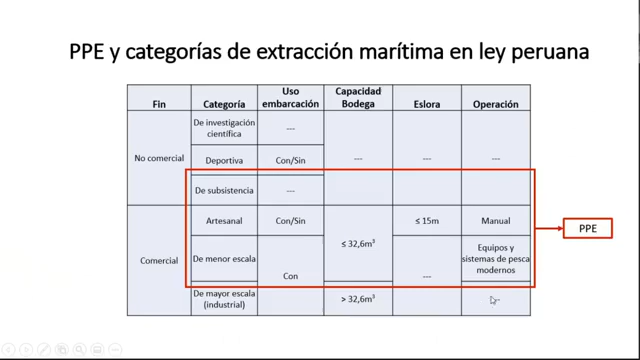 PPE y categorías de extracción marítima en ley peruana
Fin
Categoría
Uso
embarcación
Capacidad
Bodega
Eslora
Operación
No comercial
De investigación
científica
---
Deportiva
Con/Sin
---
---
---
De subsistencia
---
Comercial
Artesanal
Con/Sin
≤ 32,6m³
≤ 15m
Manual
De menor escala
Con
---
Equipos y
sistemas de pesca
modernos
De mayor escala
(industrial)
> 32,6m³
---
PPE